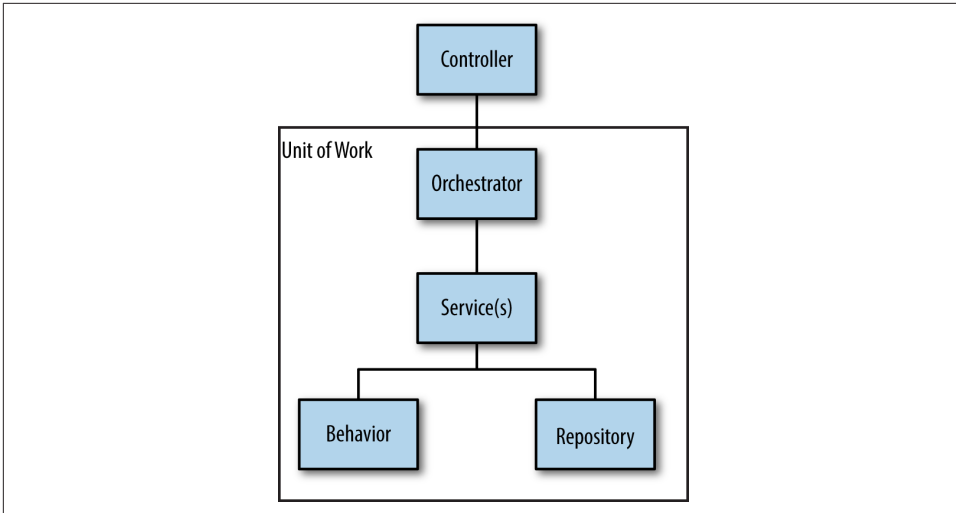 Controller
Unit of Work
Orchestrator
Service(s)
Behavior
Repository